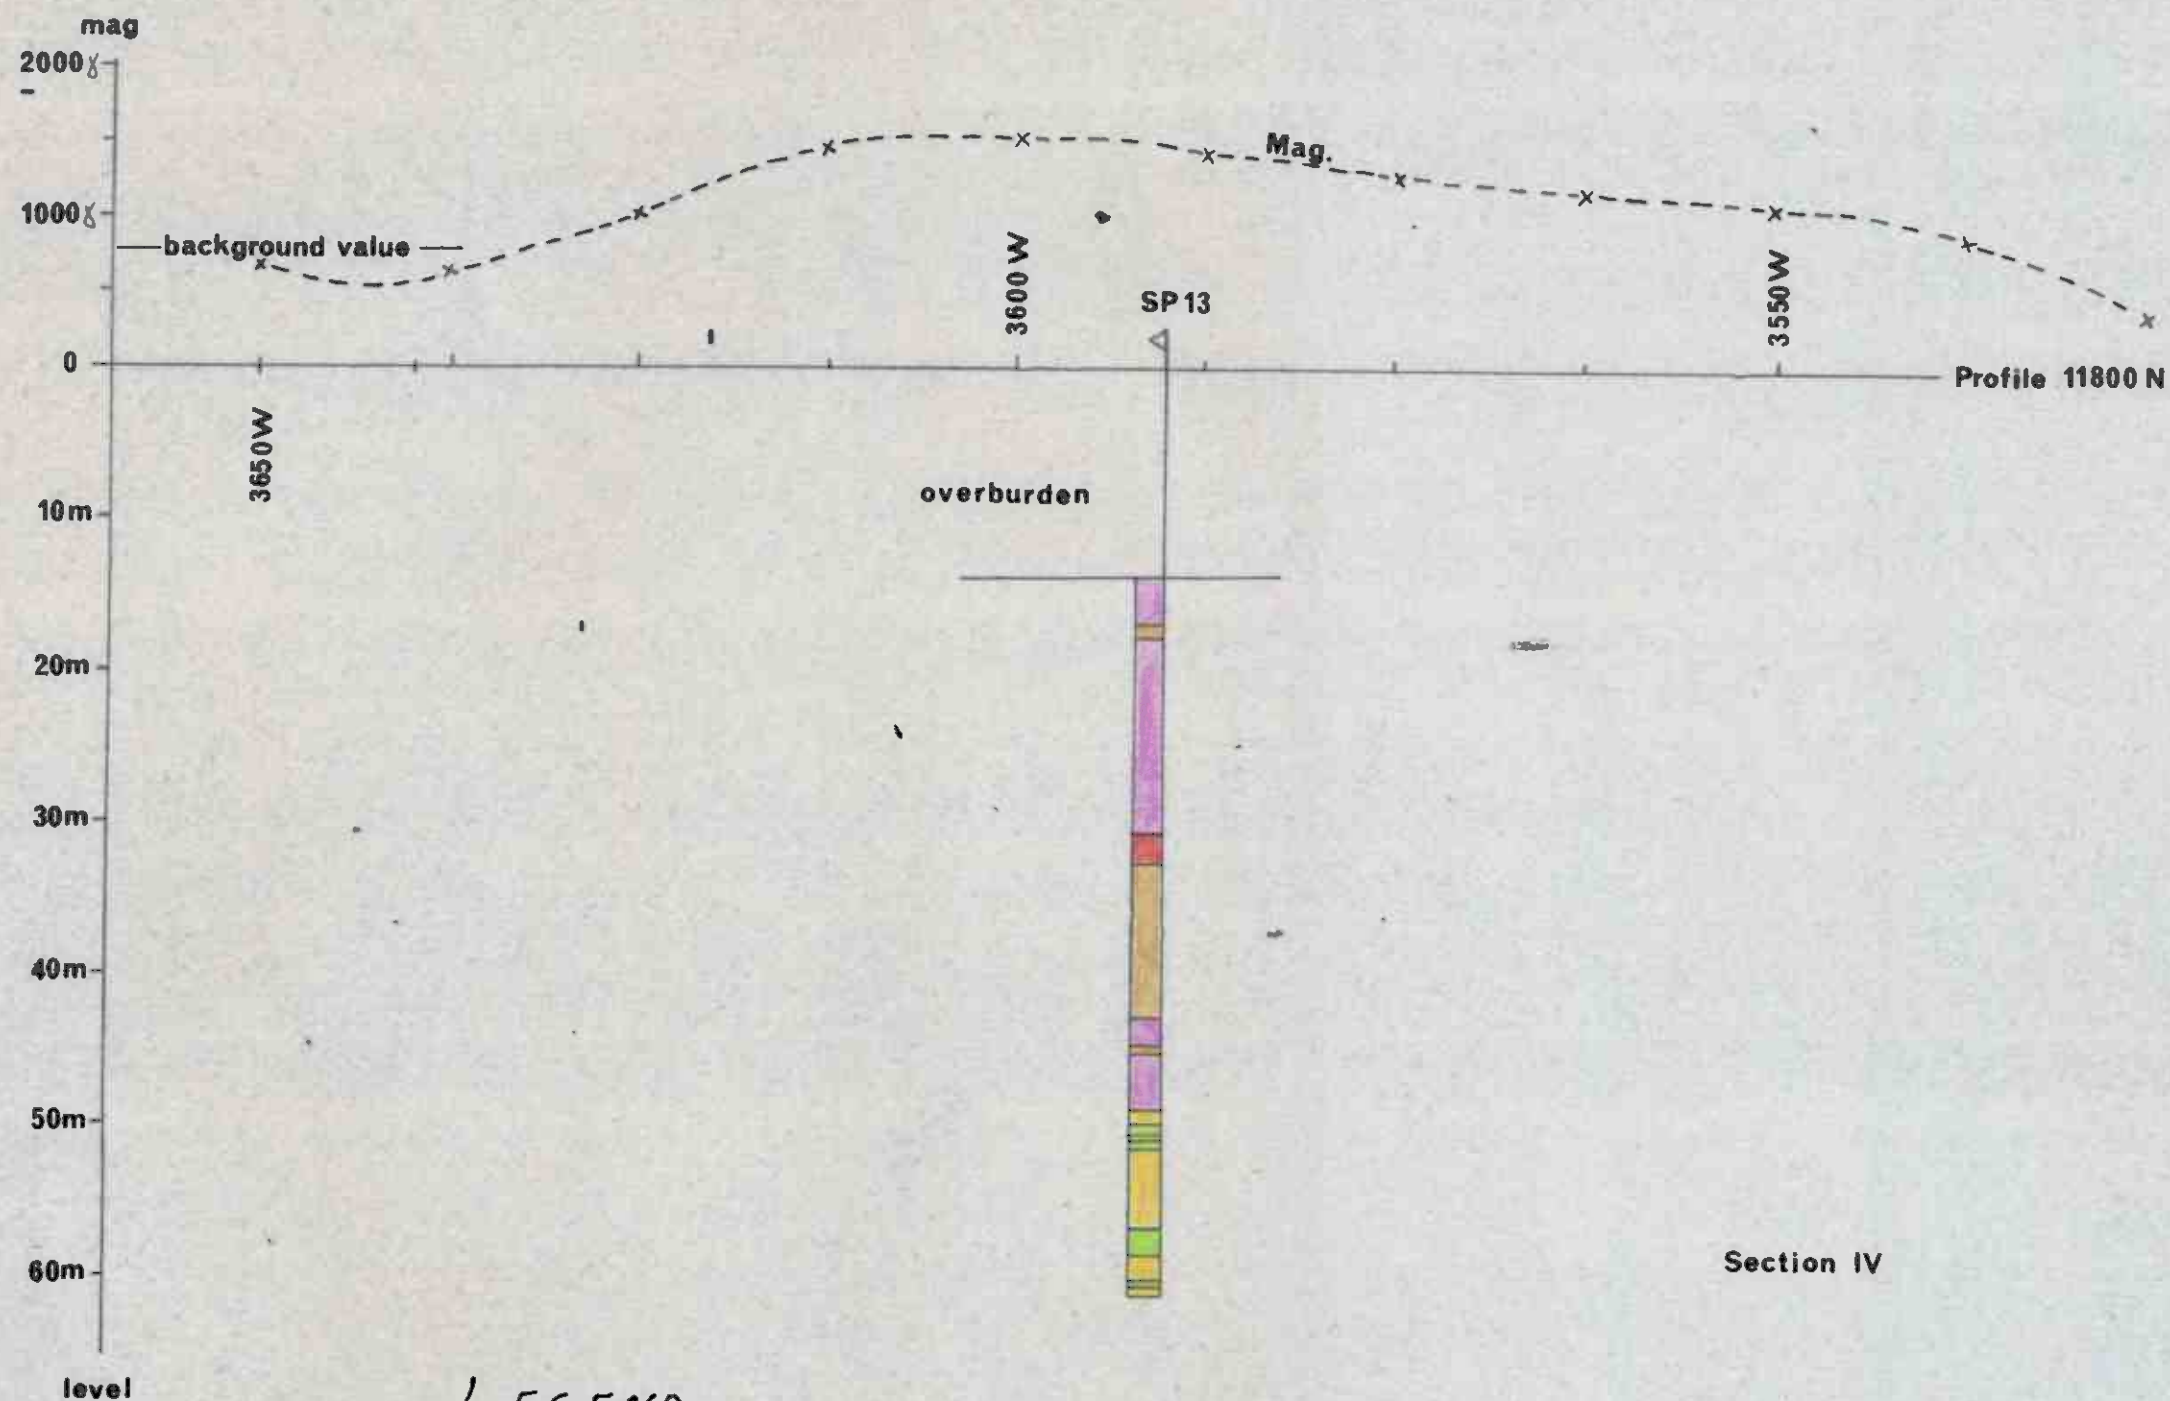 mag
2000γ
Mag.
1000γ
background value
3600 W
3550 W
SP 13
0
Profile 11800 N
3650 W
overburden
10m
20m
30m
40m
50m
60m
Section IV
level